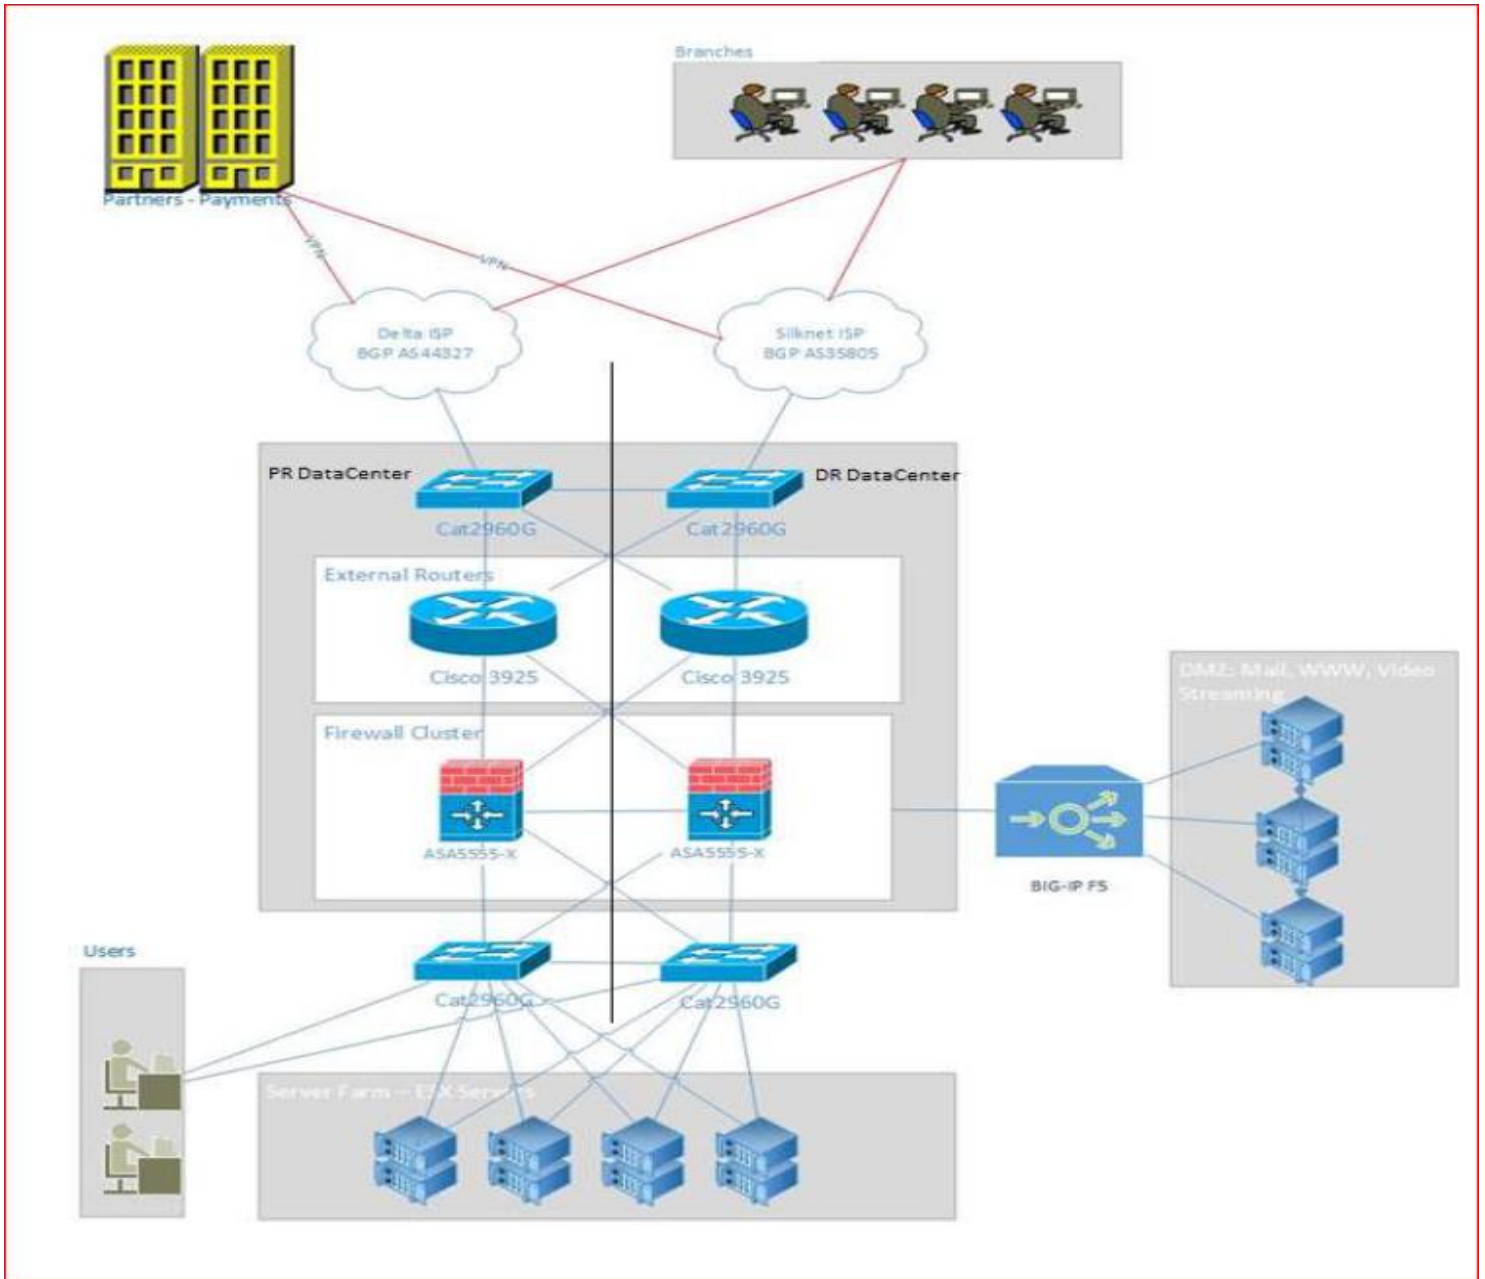 Branches
Partners - Payments
VPN
VPN
Delta ISP
BGP AS44327
Silknet ISP
BGP AS35805
PR DataCenter
DR DataCenter
Cat2960G
Cat2960G
External Routers
Cisco 3925
Cisco 3925
DMZ: Mail, WWW, Video
Streaming
Firewall Cluster
ASA5555-X
ASA5555-X
BIG-IP F5
Users
Cat2960G
Cat2960G
Server Farm – ESX Servers